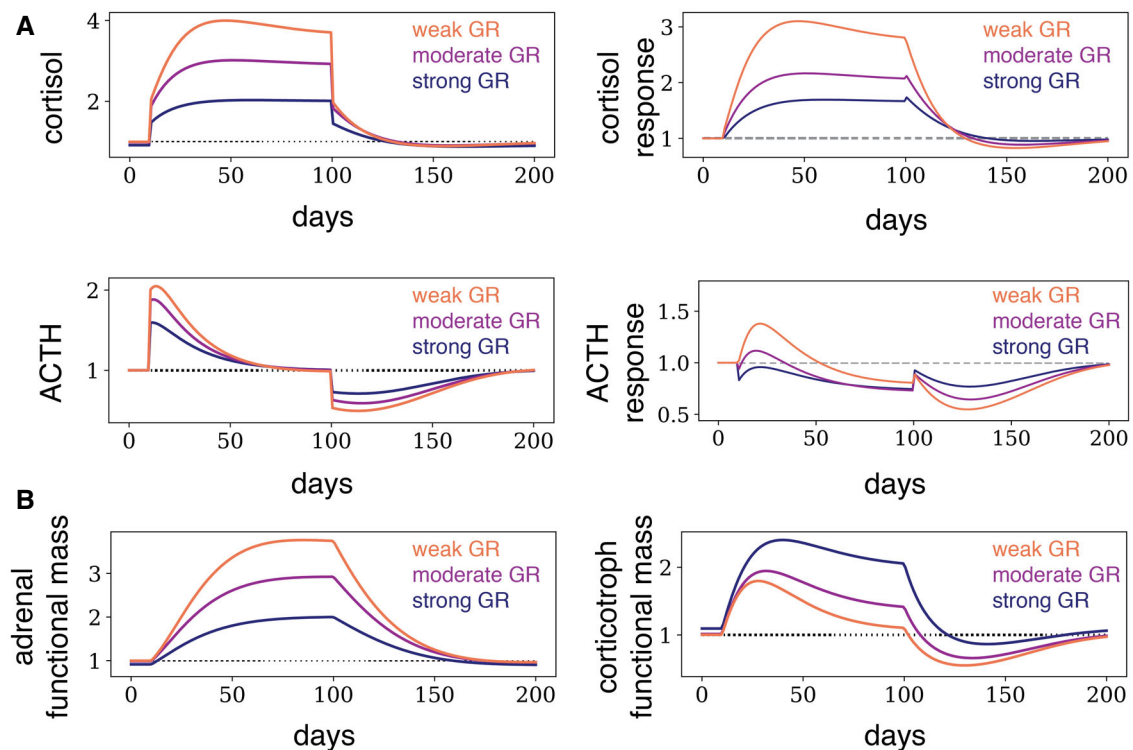 A
cortisol
4
2
weak GR
moderate GR
strong GR
0
50
100
150
200
days
cortisol
response
3
2
1
weak GR
moderate GR
strong GR
0
50
100
150
200
days
ACTH
2
1
weak GR
moderate GR
strong GR
0
50
100
150
200
days
ACTH
response
1.5
1.0
0.5
weak GR
moderate GR
strong GR
0
50
100
150
200
days
B
adrenal
functional mass
3
2
1
weak GR
moderate GR
strong GR
0
50
100
150
200
days
corticotroph
functional mass
2
1
weak GR
moderate GR
strong GR
0
50
100
150
200
days